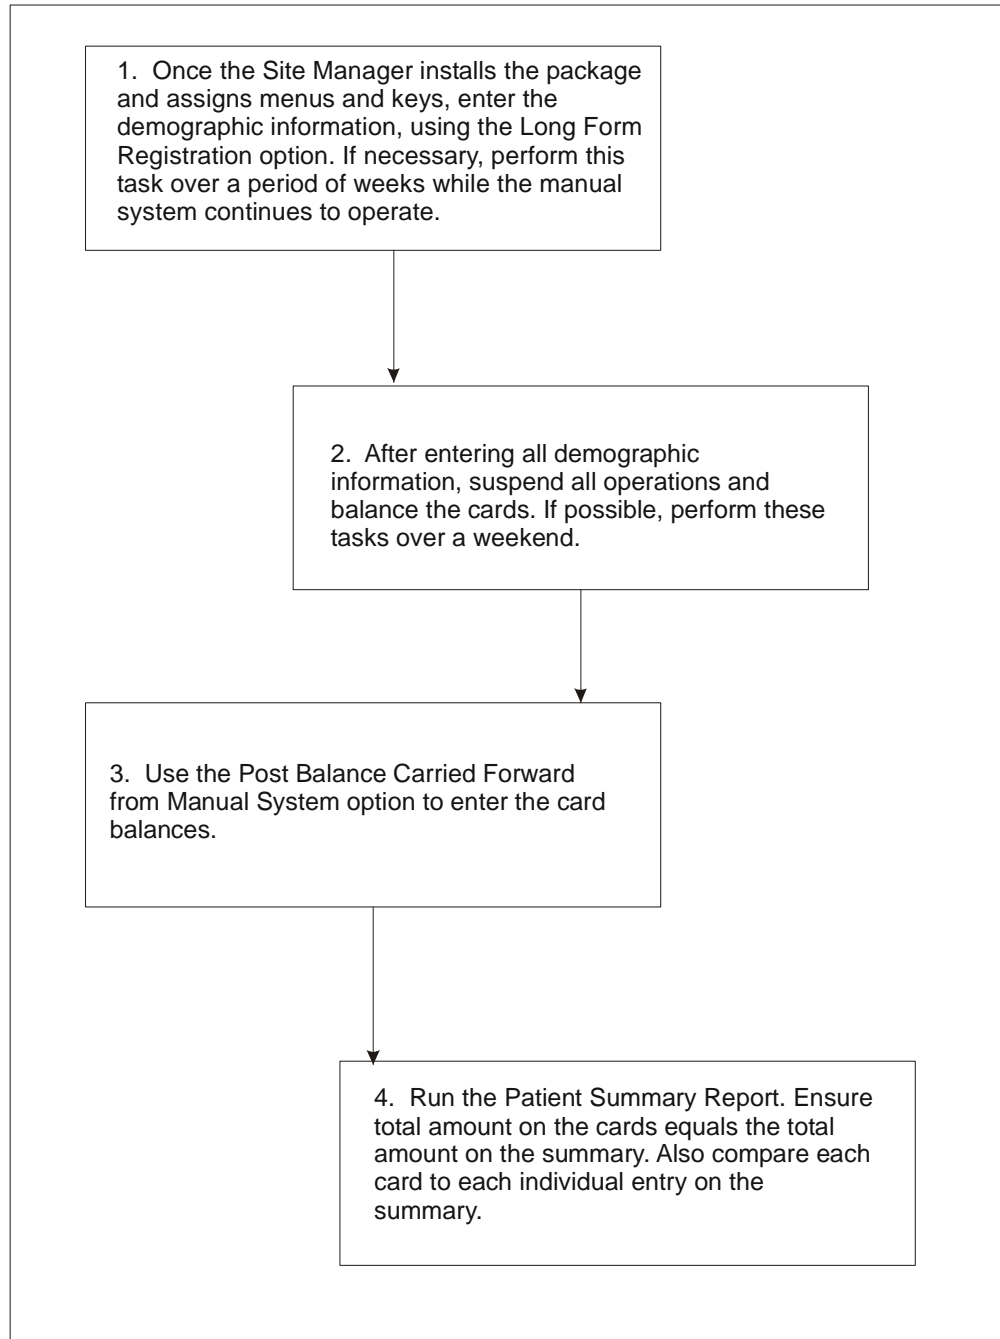 1. Once the Site Manager installs the package
and assigns menus and keys, enter the
demographic information, using the Long Form
Registration option. If necessary, perform this
task over a period of weeks while the manual
system continues to operate.
2. After entering all demographic
information, suspend all operations and
balance the cards. If possible, perform these
tasks over a weekend.
3. Use the Post Balance Carried Forward
from Manual System option to enter the card
balances.
4. Run the Patient Summary Report. Ensure
total amount on the cards equals the total
amount on the summary. Also compare each
card to each individual entry on the
summary.